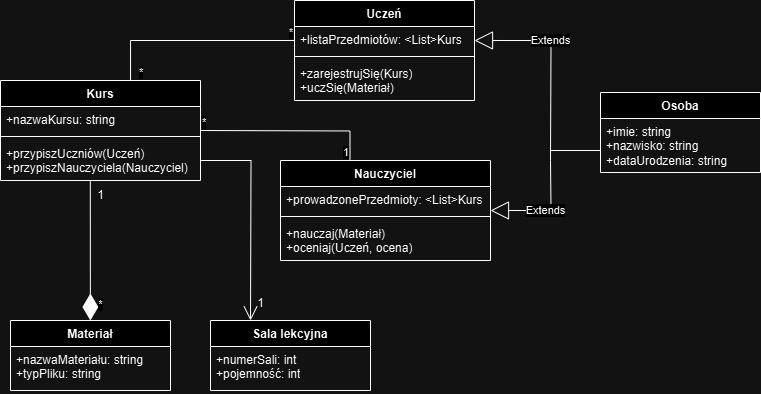 Uczeń
+listaPrzedmiotów: <List>Kurs
+zarejestrujSię(Kurs)
+uczSię(Materiał)
Extends
*
*
Kurs
+nazwaKursu: string
+przypiszUczniów(Uczeń)
+przypiszNauczyciela(Nauczyciel)
*
1
Osoba
+imie: string
+nazwisko: string
+dataUrodzenia: string
Nauczyciel
+prowadzonePrzedmioty: <List>Kurs
+nauczaj(Materiał)
+oceniaj(Uczeń, ocena)
Extends
1
*
1
Materiał
+nazwaMateriału: string
+typPliku: string
Sala lekcyjna
+numerSali: int
+pojemność: int